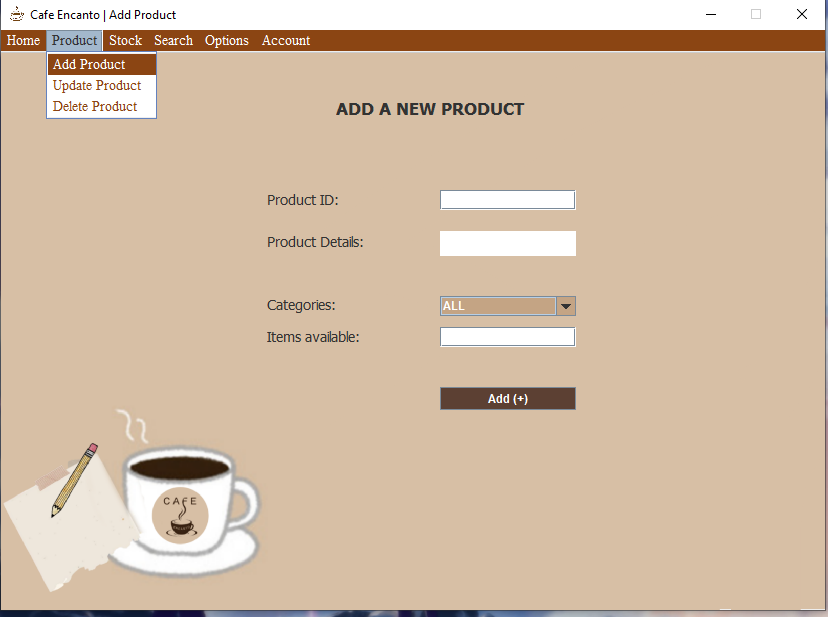 Cafe Encanto | Add Product
Home Product Stock Search Options Account
Add Product
Update Product
Delete Product
ADD A NEW PRODUCT
Product ID:
Product Details:
Categories: ALL
Items available:
Add (+)
CAFE